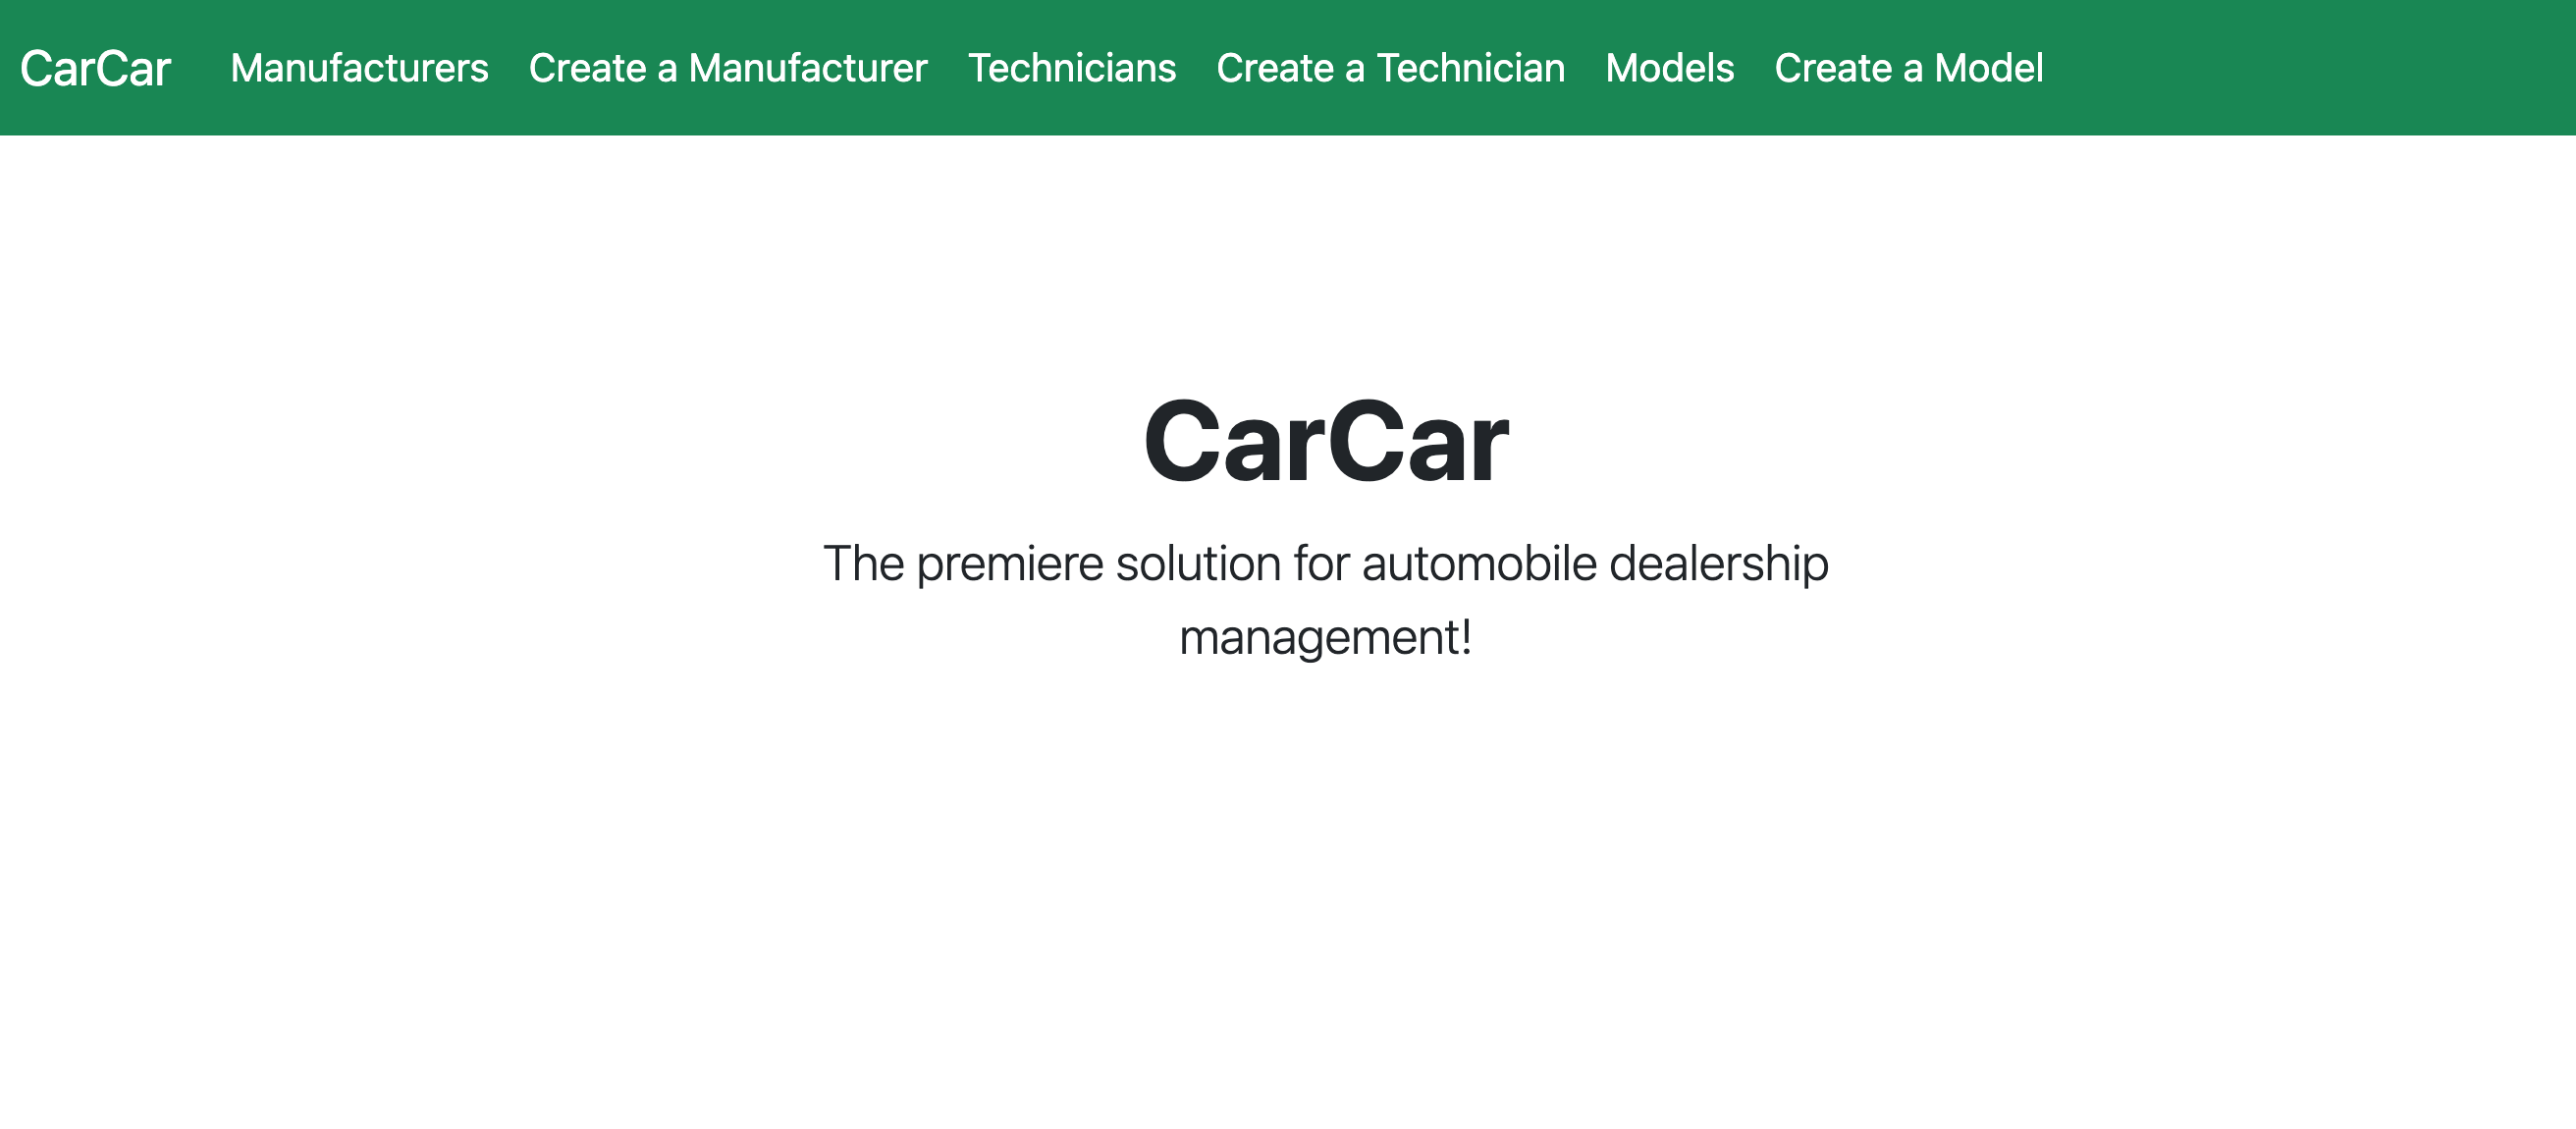 CarCar Manufacturers Create a Manufacturer Technicians Create a Technician Models Create a Model
CarCar
The premiere solution for automobile dealership
management!